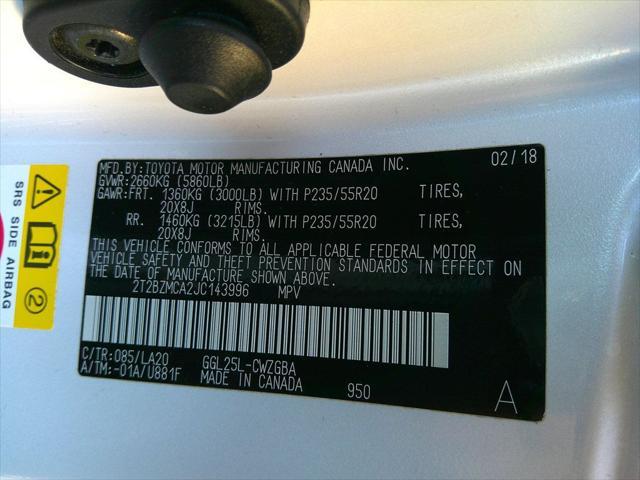 MFD.BY:TOYOTA MOTOR MANUFACTURING CANADA INC. 02/18
GVWR:2660KG (5860LB)
GAWR:FRT. 1360KG (3000LB) WITH P235/55R20 TIRES,
20X8J RIMS.
RR. 1460KG (3215LB) WITH P235/55R20 TIRES,
20X8J RIMS.
THIS VEHICLE CONFORMS TO ALL APPLICABLE FEDERAL MOTOR
VEHICLE SAFETY AND THEFT PREVENTION STANDARDS IN EFFECT ON
THE DATE OF MANUFACTURE SHOWN ABOVE.
2T2BZMCA2JC143996 MPV
C/TR:085/LA20 GGL25L-CWZGBA
A/TM:-01A/U881F MADE IN CANADA 950 A
SRS SIDE AIRBAG
2